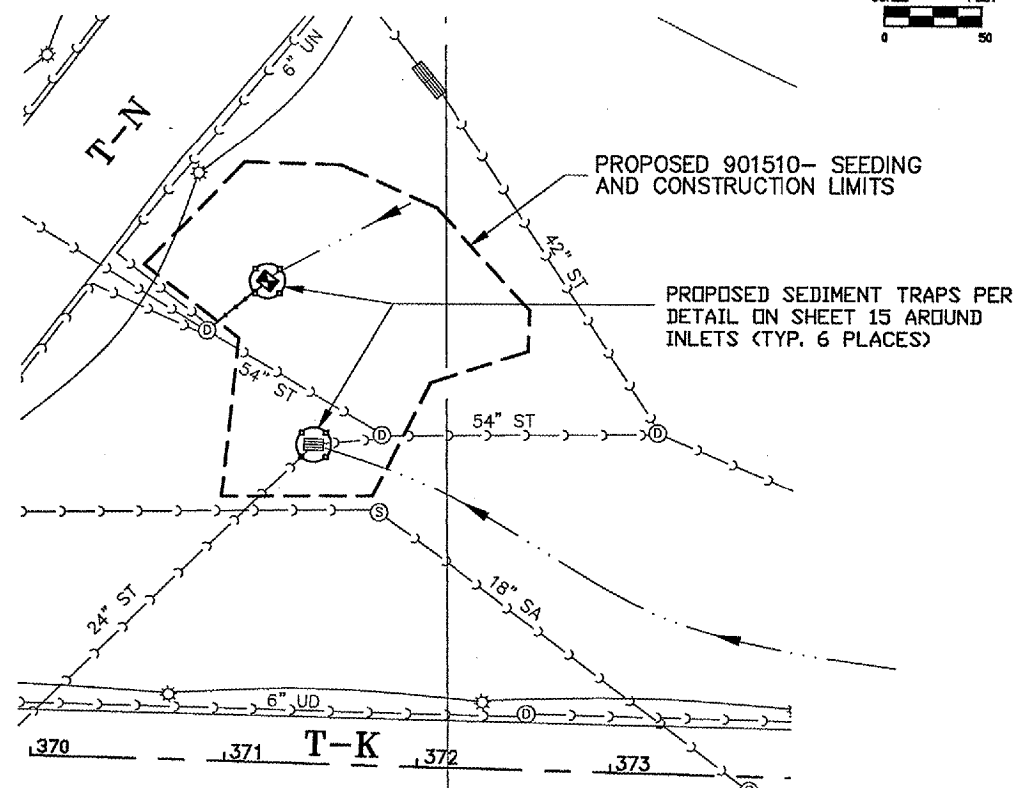 0 50
6" UN
T-N
PROPOSED 901510- SEEDING
AND CONSTRUCTION LIMITS
42" ST
PROPOSED SEDIMENT TRAPS PER
DETAIL ON SHEET 15 AROUND
INLETS (TYP. 6 PLACES)
D
54" ST
54" ST
D
D
S
18" SA
24" ST
6" UD
D
T-K
370 371 372 373